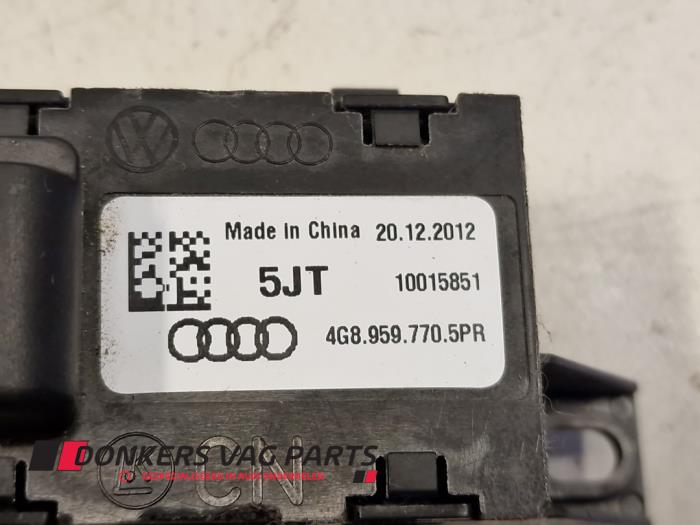 Made in China 20.12.2012
5JT 10015851
4G8.959.770.5PR
CN
DONKERS VAG PARTS